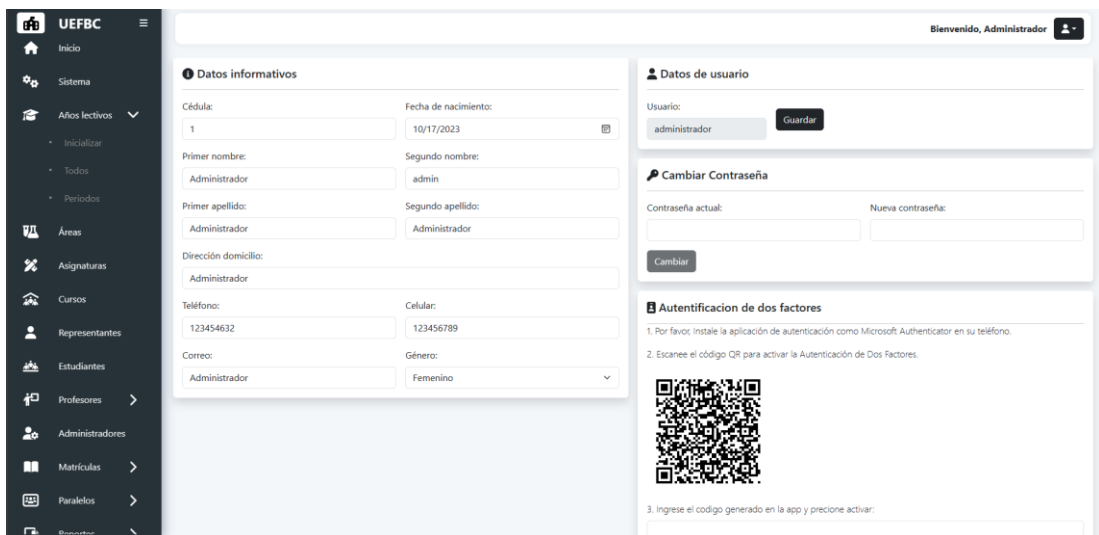 UEFBC
Inicio
Sistema
Años lectivos
Inicializar
Todos
Periodos
Áreas
Asignaturas
Cursos
Representantes
Estudiantes
Profesores
Administradores
Matrículas
Paralelos
Reportes
Bienvenido, Administrador
Datos informativos
Cédula: Fecha de nacimiento:
1 10/17/2023
Primer nombre: Segundo nombre:
Administrador admin
Primer apellido: Segundo apellido:
Administrador Administrador
Dirección domicilio:
Administrador
Teléfono: Celular:
123454632 123456789
Correo: Género:
Administrador Femenino
Datos de usuario
Usuario:
administrador Guardar
Cambiar Contraseña
Contraseña actual: Nueva contraseña:
Cambiar
Autentificacion de dos factores
1. Por favor, Instale la aplicación de autenticación como Microsoft Authenticator en su teléfono.
2. Escanee el código QR para activar la Autenticación de Dos Factores.
3. Ingrese el codigo generado en la app y precione activar: